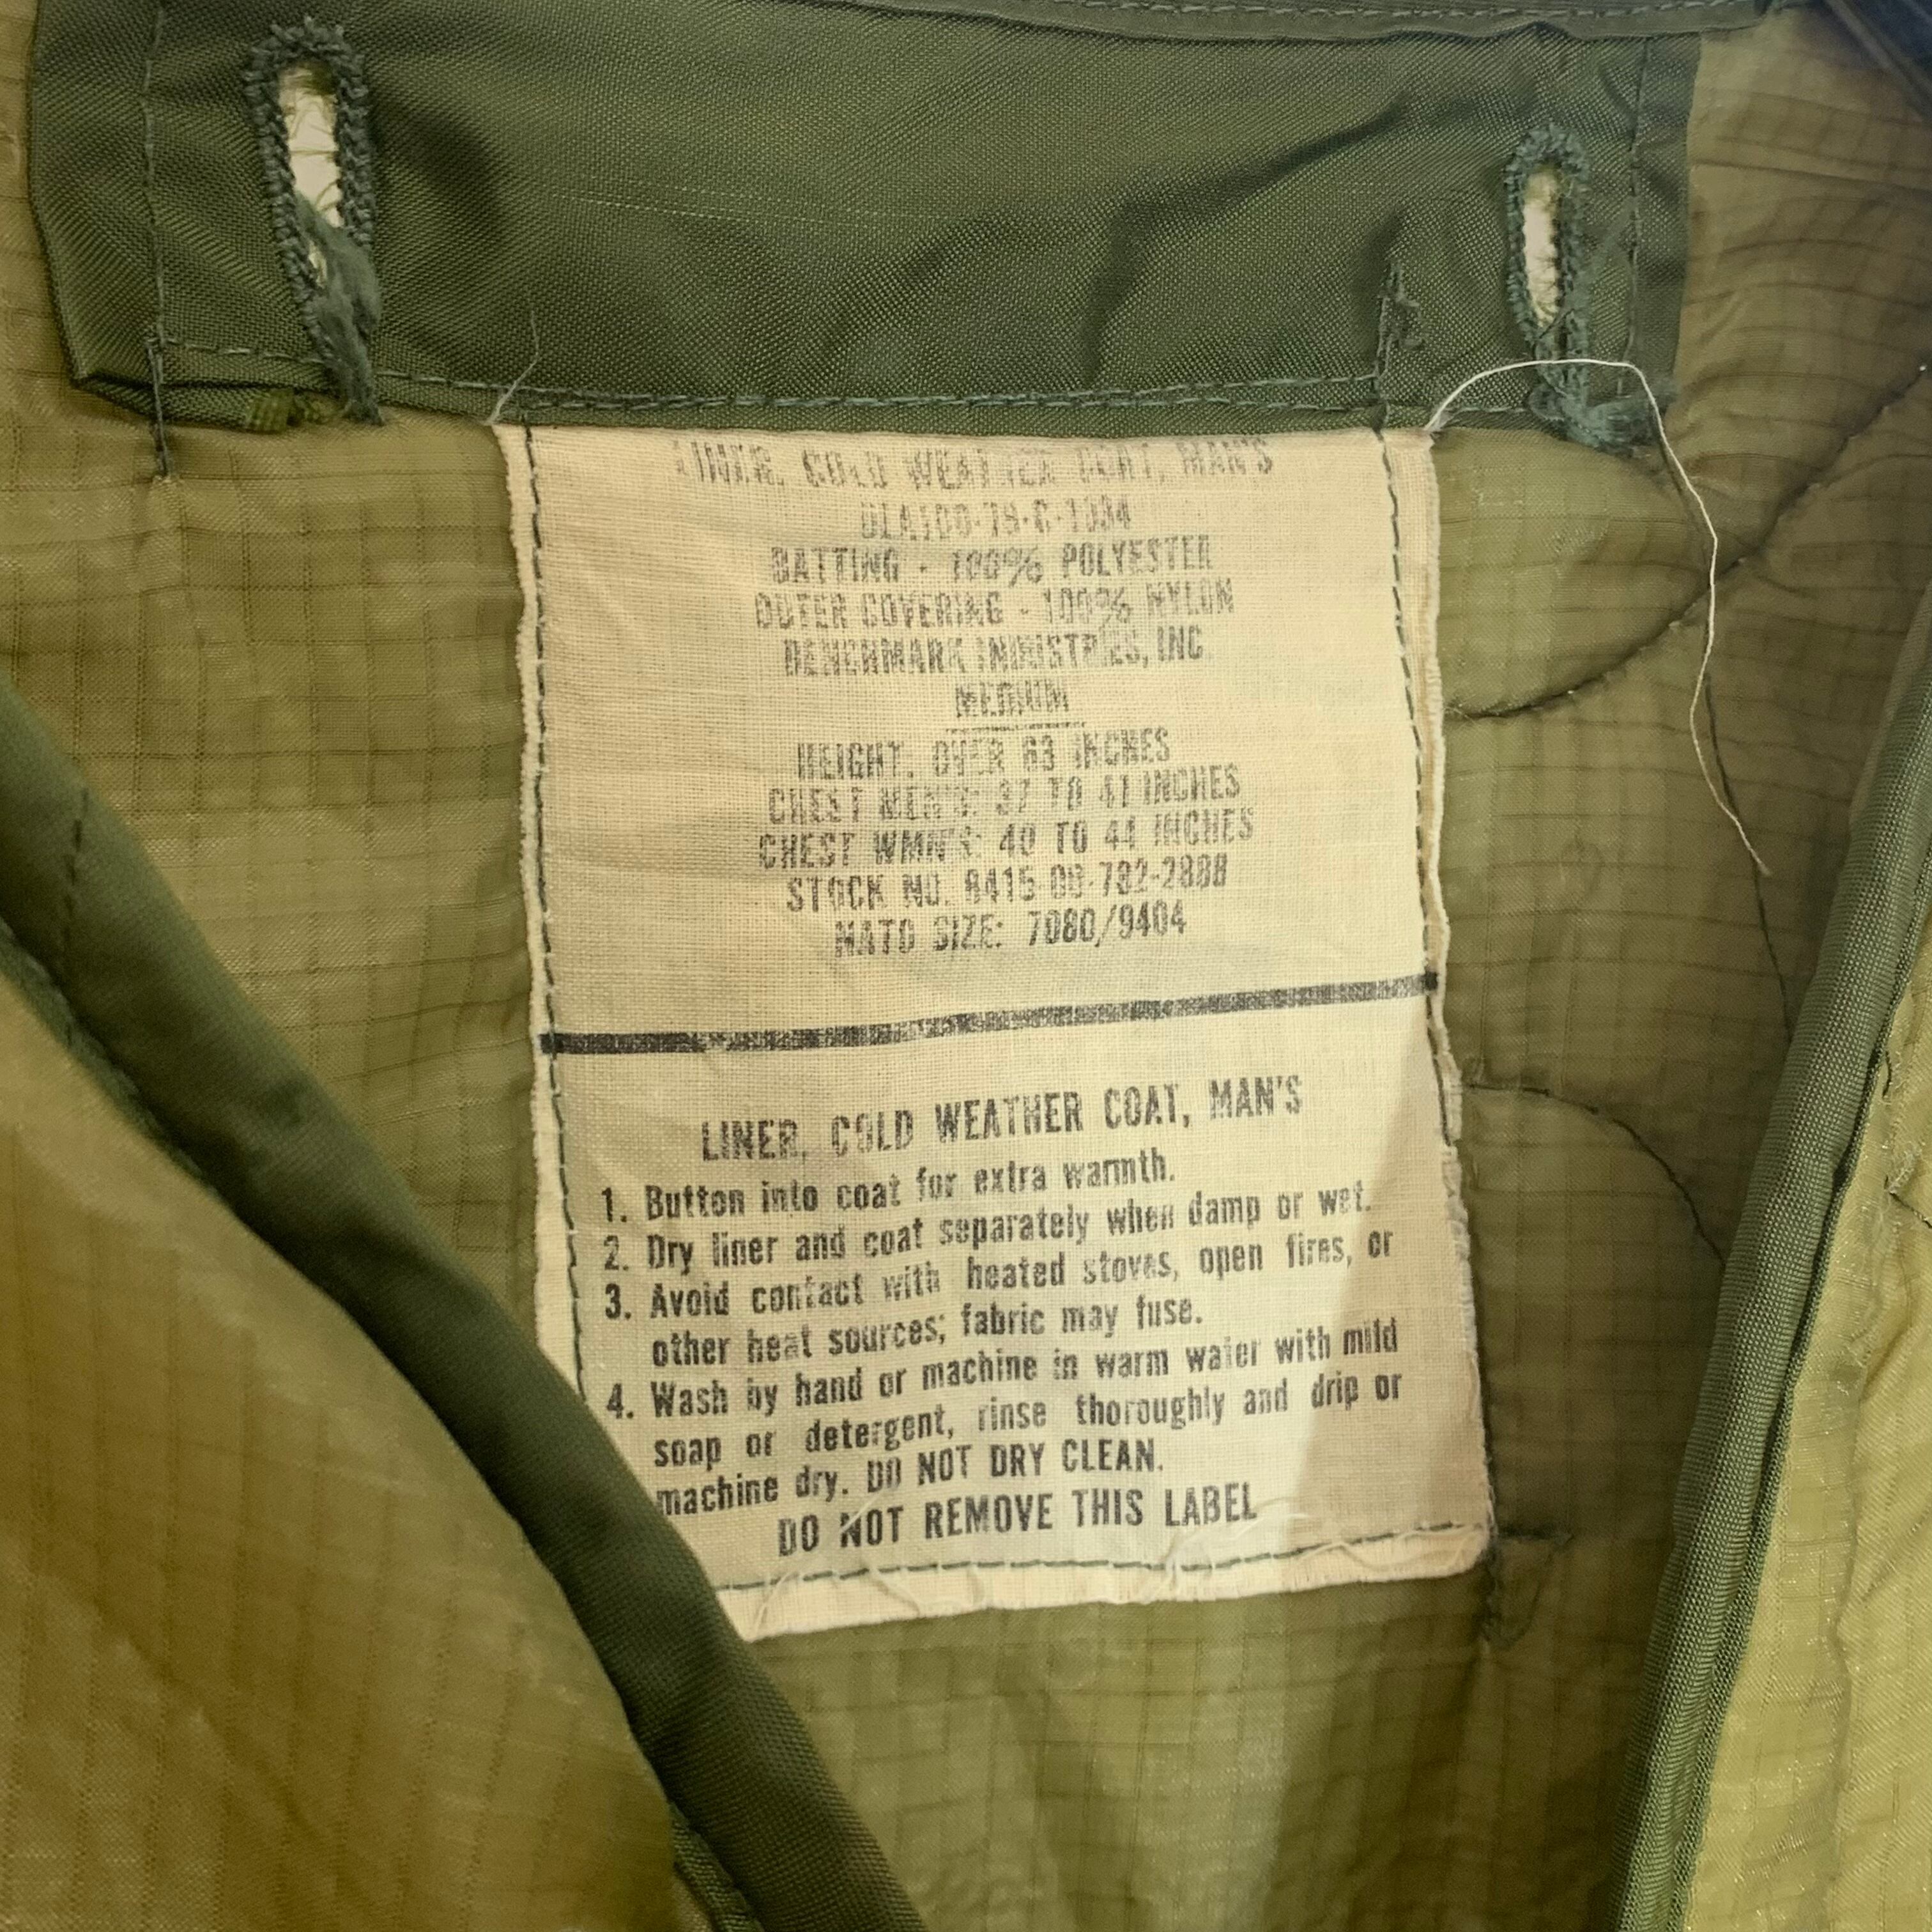 LINER, COLD WEATHER COAT, MAN'S
DLA100-79-C-1334
BATTING - 100% POLYESTER
OUTER COVERING - 100% NYLON
BENCHMARK INDUSTRIES, INC.
MEDIUM
HEIGHT: OVER 63 INCHES
CHEST MEN'S: 37 TO 41 INCHES
CHEST WMN'S: 40 TO 44 INCHES
STOCK NO. 8415-00-782-2888
NATO SIZE: 7080/9404
LINER, COLD WEATHER COAT, MAN'S
1. Button into coat for extra warmth.
2. Dry liner and coat separately when damp or wet.
3. Avoid contact with heated stoves, open fires, or
other heat sources; fabric may fuse.
4. Wash by hand or machine in warm water with mild
soap or detergent, rinse thoroughly and drip or
machine dry. DO NOT DRY CLEAN.
DO NOT REMOVE THIS LABEL